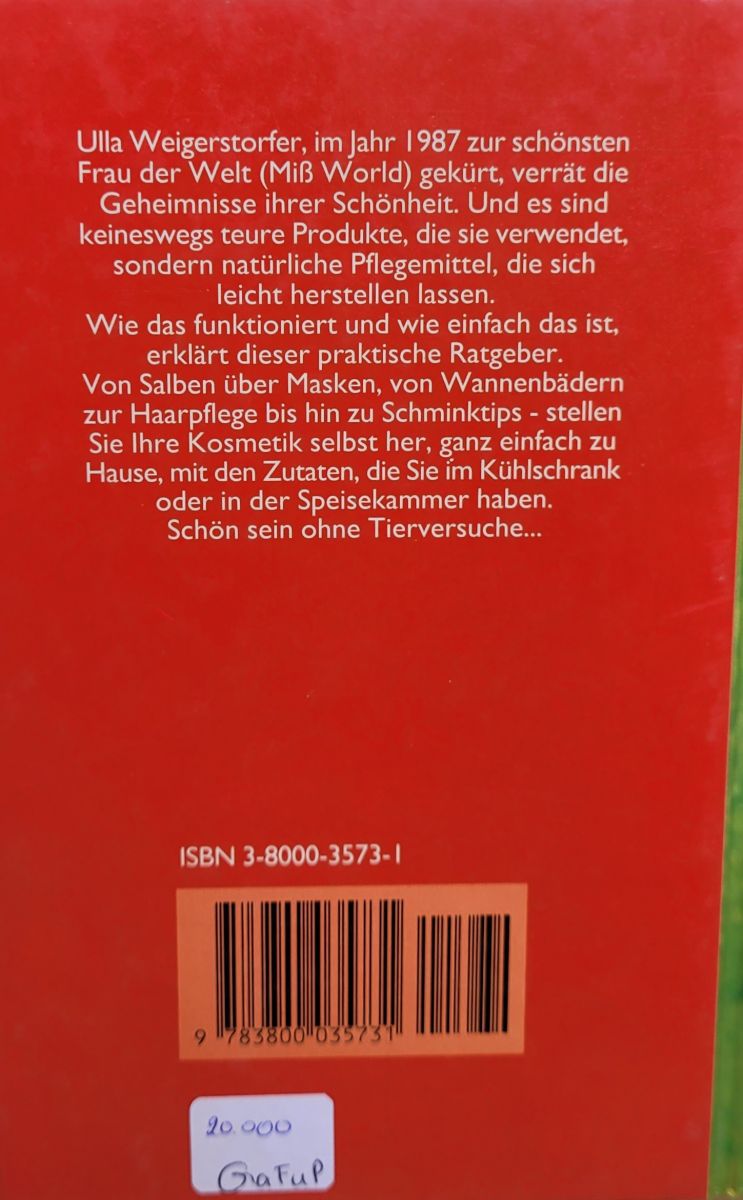 Ulla Weigerstorfer, im Jahr 1987 zur schönsten
Frau der Welt (Miß World) gekürt, verrät die
Geheimnisse ihrer Schönheit. Und es sind
keineswegs teure Produkte, die sie verwendet,
sondern natürliche Pflegemittel, die sich
leicht herstellen lassen.
Wie das funktioniert und wie einfach das ist,
erklärt dieser praktische Ratgeber.
Von Salben über Masken, von Wannenbädern
zur Haarpflege bis hin zu Schminktips - stellen
Sie Ihre Kosmetik selbst her, ganz einfach zu
Hause, mit den Zutaten, die Sie im Kühlschrank
oder in der Speisekammer haben.
Schön sein ohne Tierversuche...
ISBN 3-8000-3573-1
9 783800 035731
20.000
GaFuP